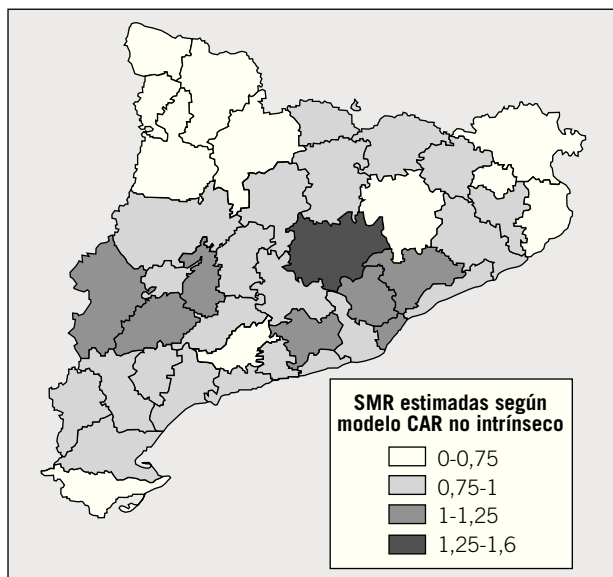 SMR estimadas según
modelo CAR no intrínseco
0-0,75
0,75-1
1-1,25
1,25-1,6